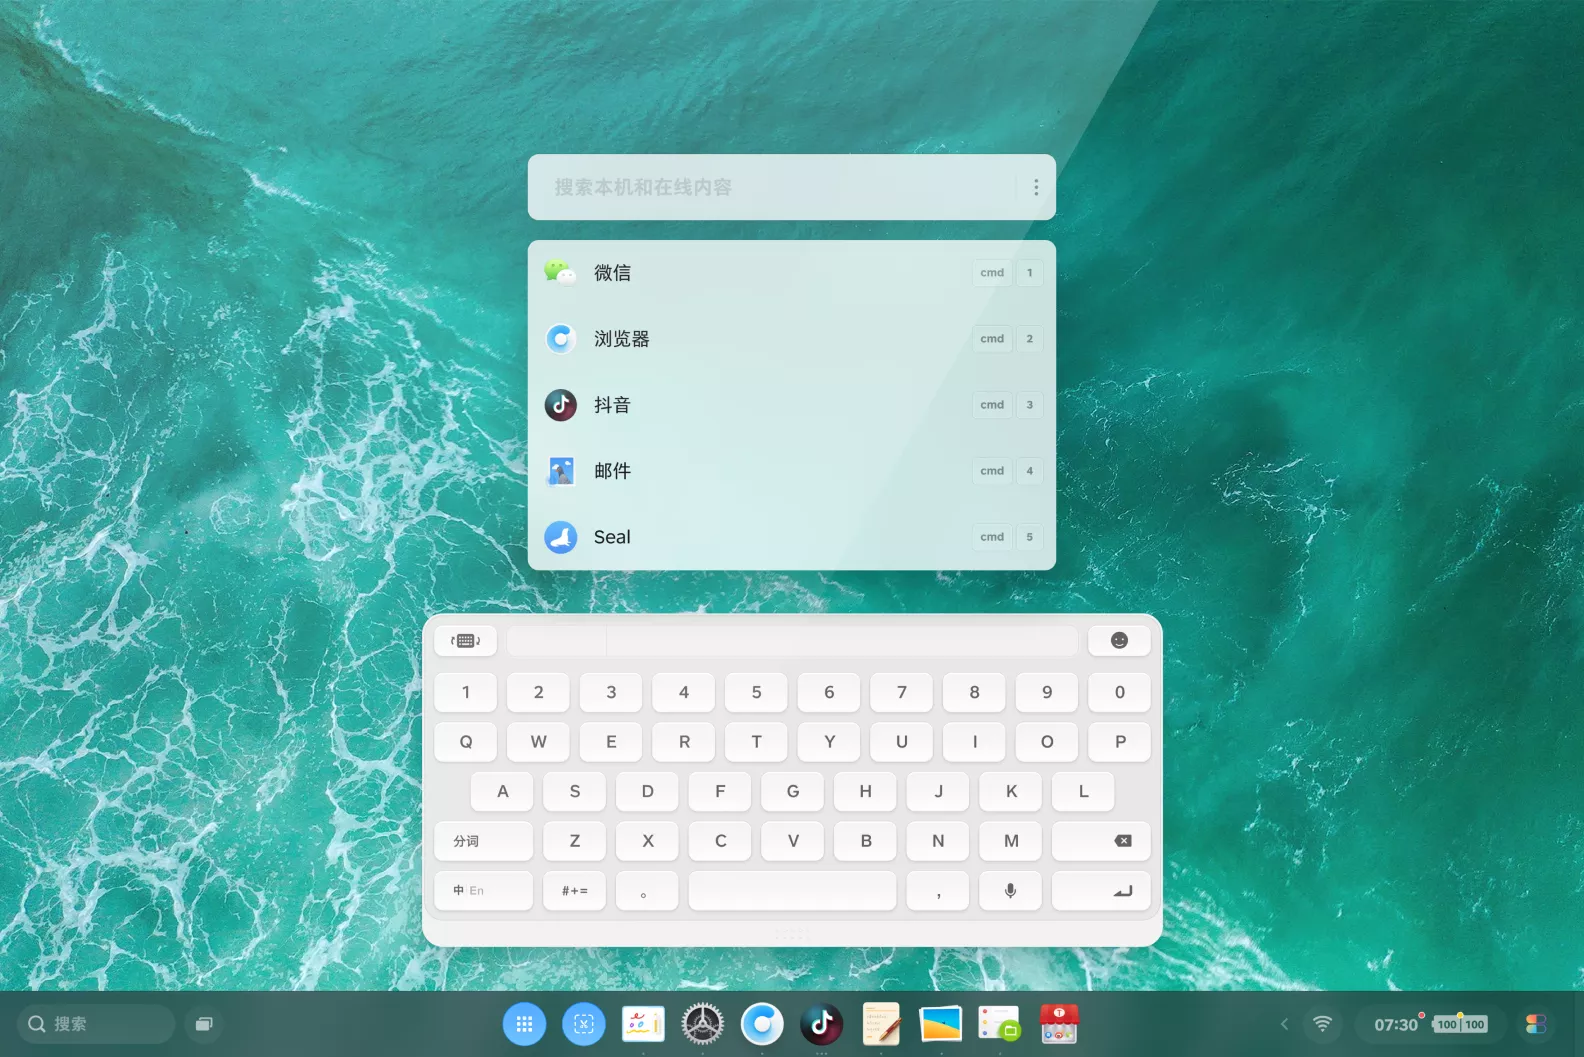 搜索本机和在线内容
微信 cmd 1
浏览器 cmd 2
抖音 cmd 3
邮件 cmd 4
Seal cmd 5
1 2 3 4 5 6 7 8 9 0
Q W E R T Y U I O P
A S D F G H J K L
分词 Z X C V B N M
中 En #+= 。 ,
搜索 07:30 100 100